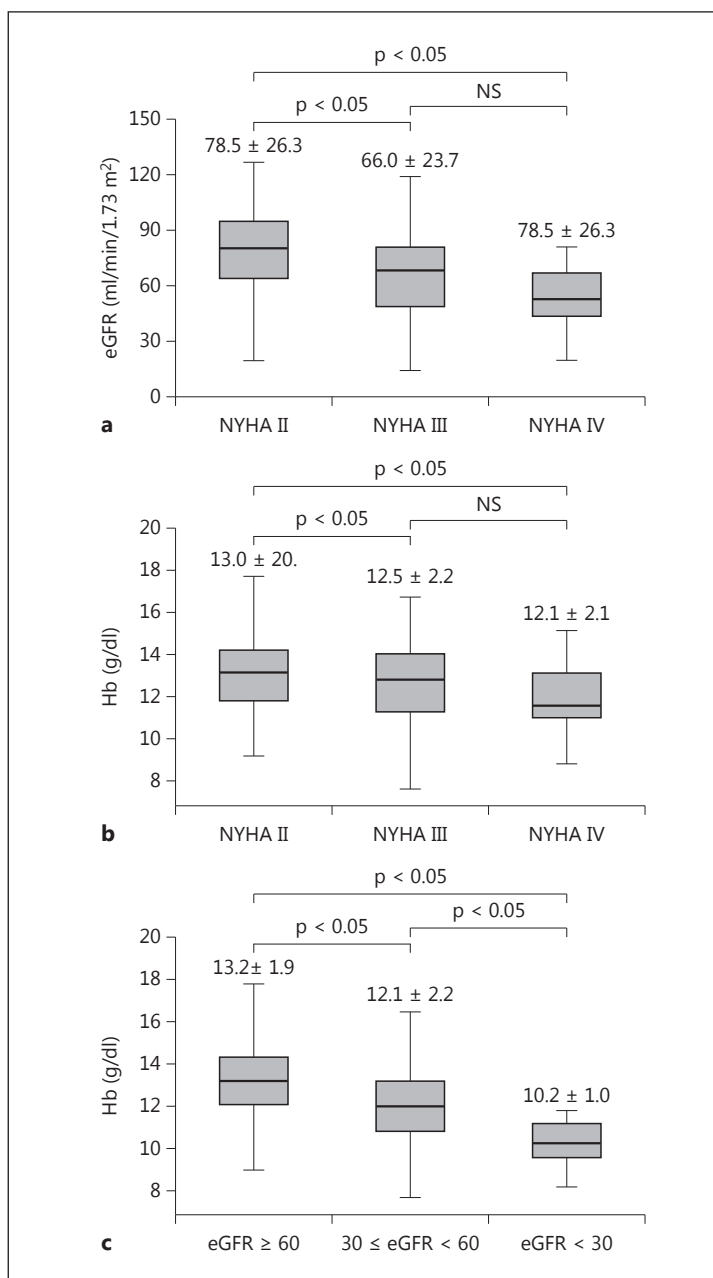 p < 0.05
p < 0.05
NS
150
120
90
60
30
0
eGFR (ml/min/1.73 m²)
78.5 ± 26.3
66.0 ± 23.7
78.5 ± 26.3
a
NYHA II
NYHA III
NYHA IV
p < 0.05
p < 0.05
NS
20
18
16
14
12
10
8
Hb (g/dl)
13.0 ± 20.
12.5 ± 2.2
12.1 ± 2.1
b
NYHA II
NYHA III
NYHA IV
p < 0.05
p < 0.05
p < 0.05
20
18
16
14
12
10
8
Hb (g/dl)
13.2± 1.9
12.1 ± 2.2
10.2 ± 1.0
c
eGFR ≥ 60
30 ≤ eGFR < 60
eGFR < 30